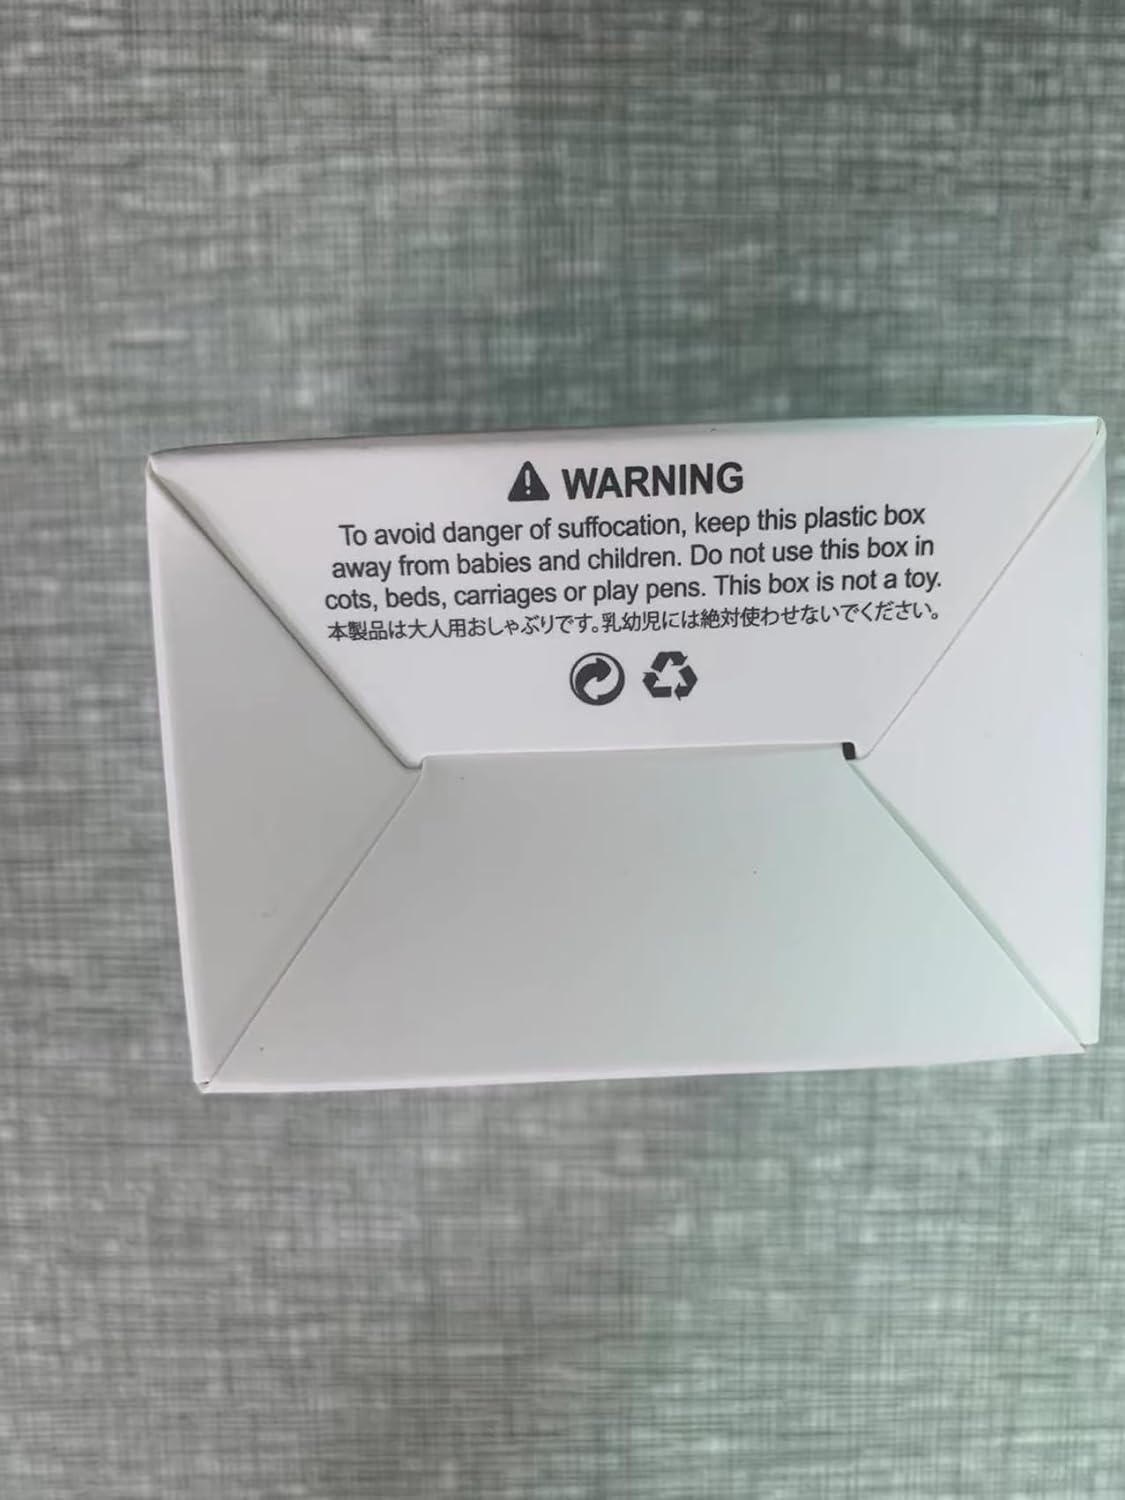 WARNING
To avoid danger of suffocation, keep this plastic box
away from babies and children. Do not use this box in
cots, beds, carriages or play pens. This box is not a toy.
本製品は大人用おしゃぶりです。乳幼児には絶対使わせないでください。